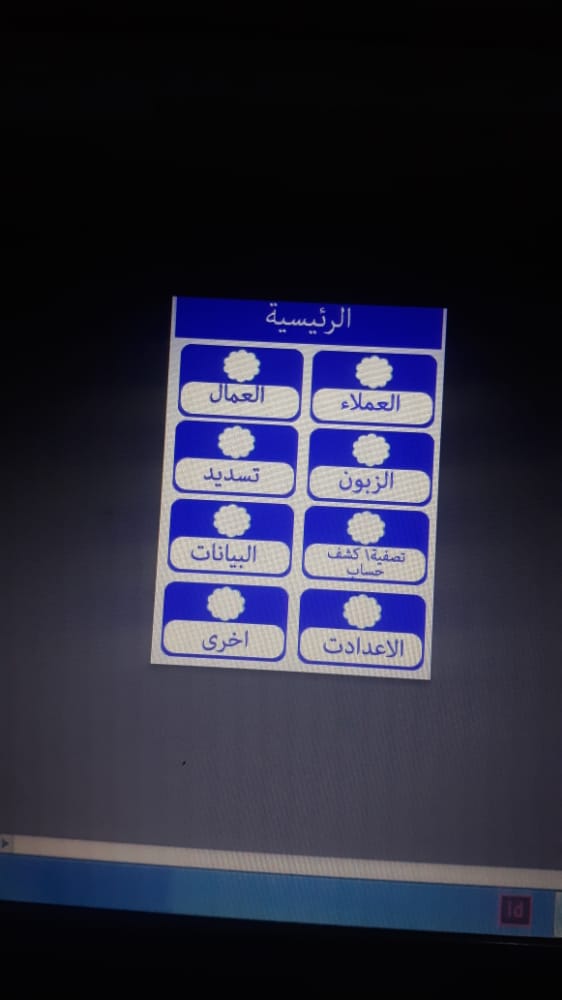 الرئيسية
العملاء
العمال
الزبون
تسديد
تصفية\ كشف
حساب
البيانات
الاعدادت
اخرى
Id